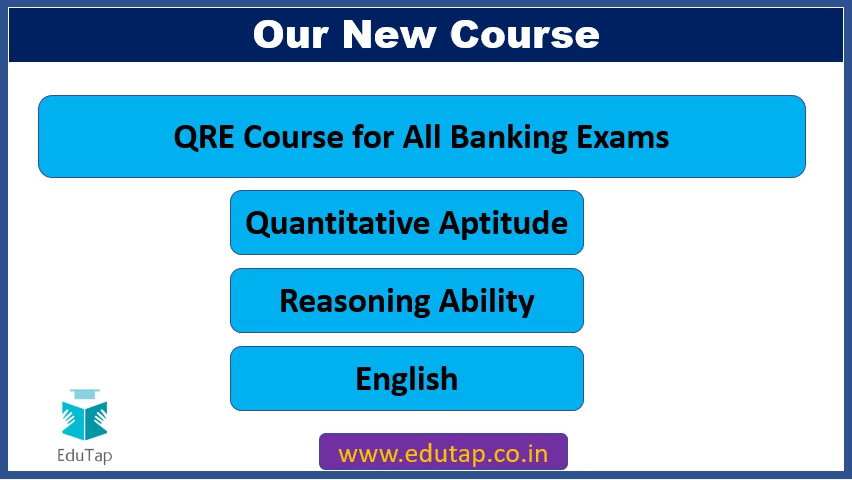 Our New Course
QRE Course for All Banking Exams
Quantitative Aptitude
Reasoning Ability
English
EduTap
www.edutap.co.in